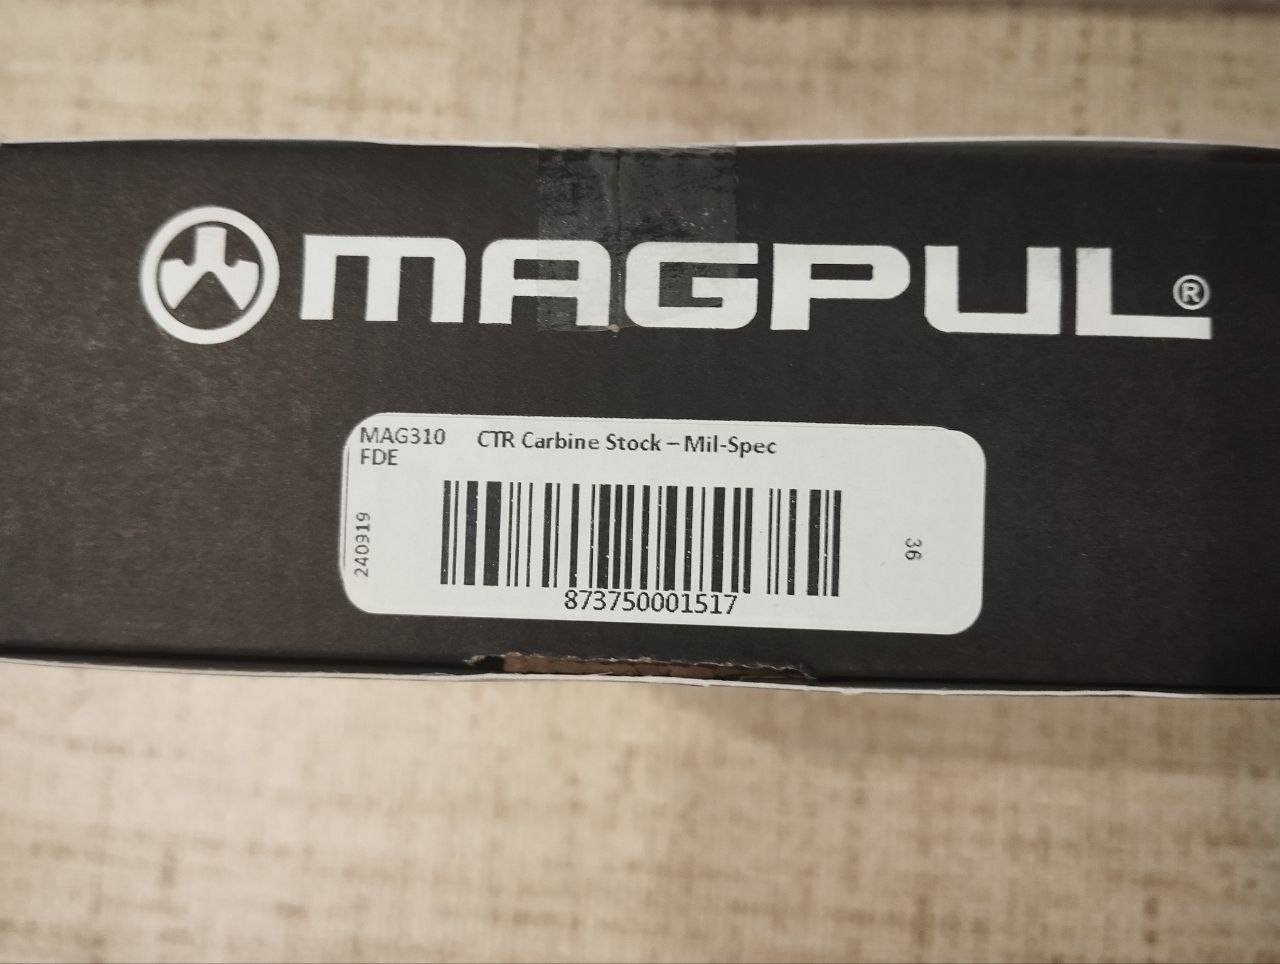 MAGPUL®
MAG310 CTR Carbine Stock – Mil-Spec
FDE
240919
36
873750001517